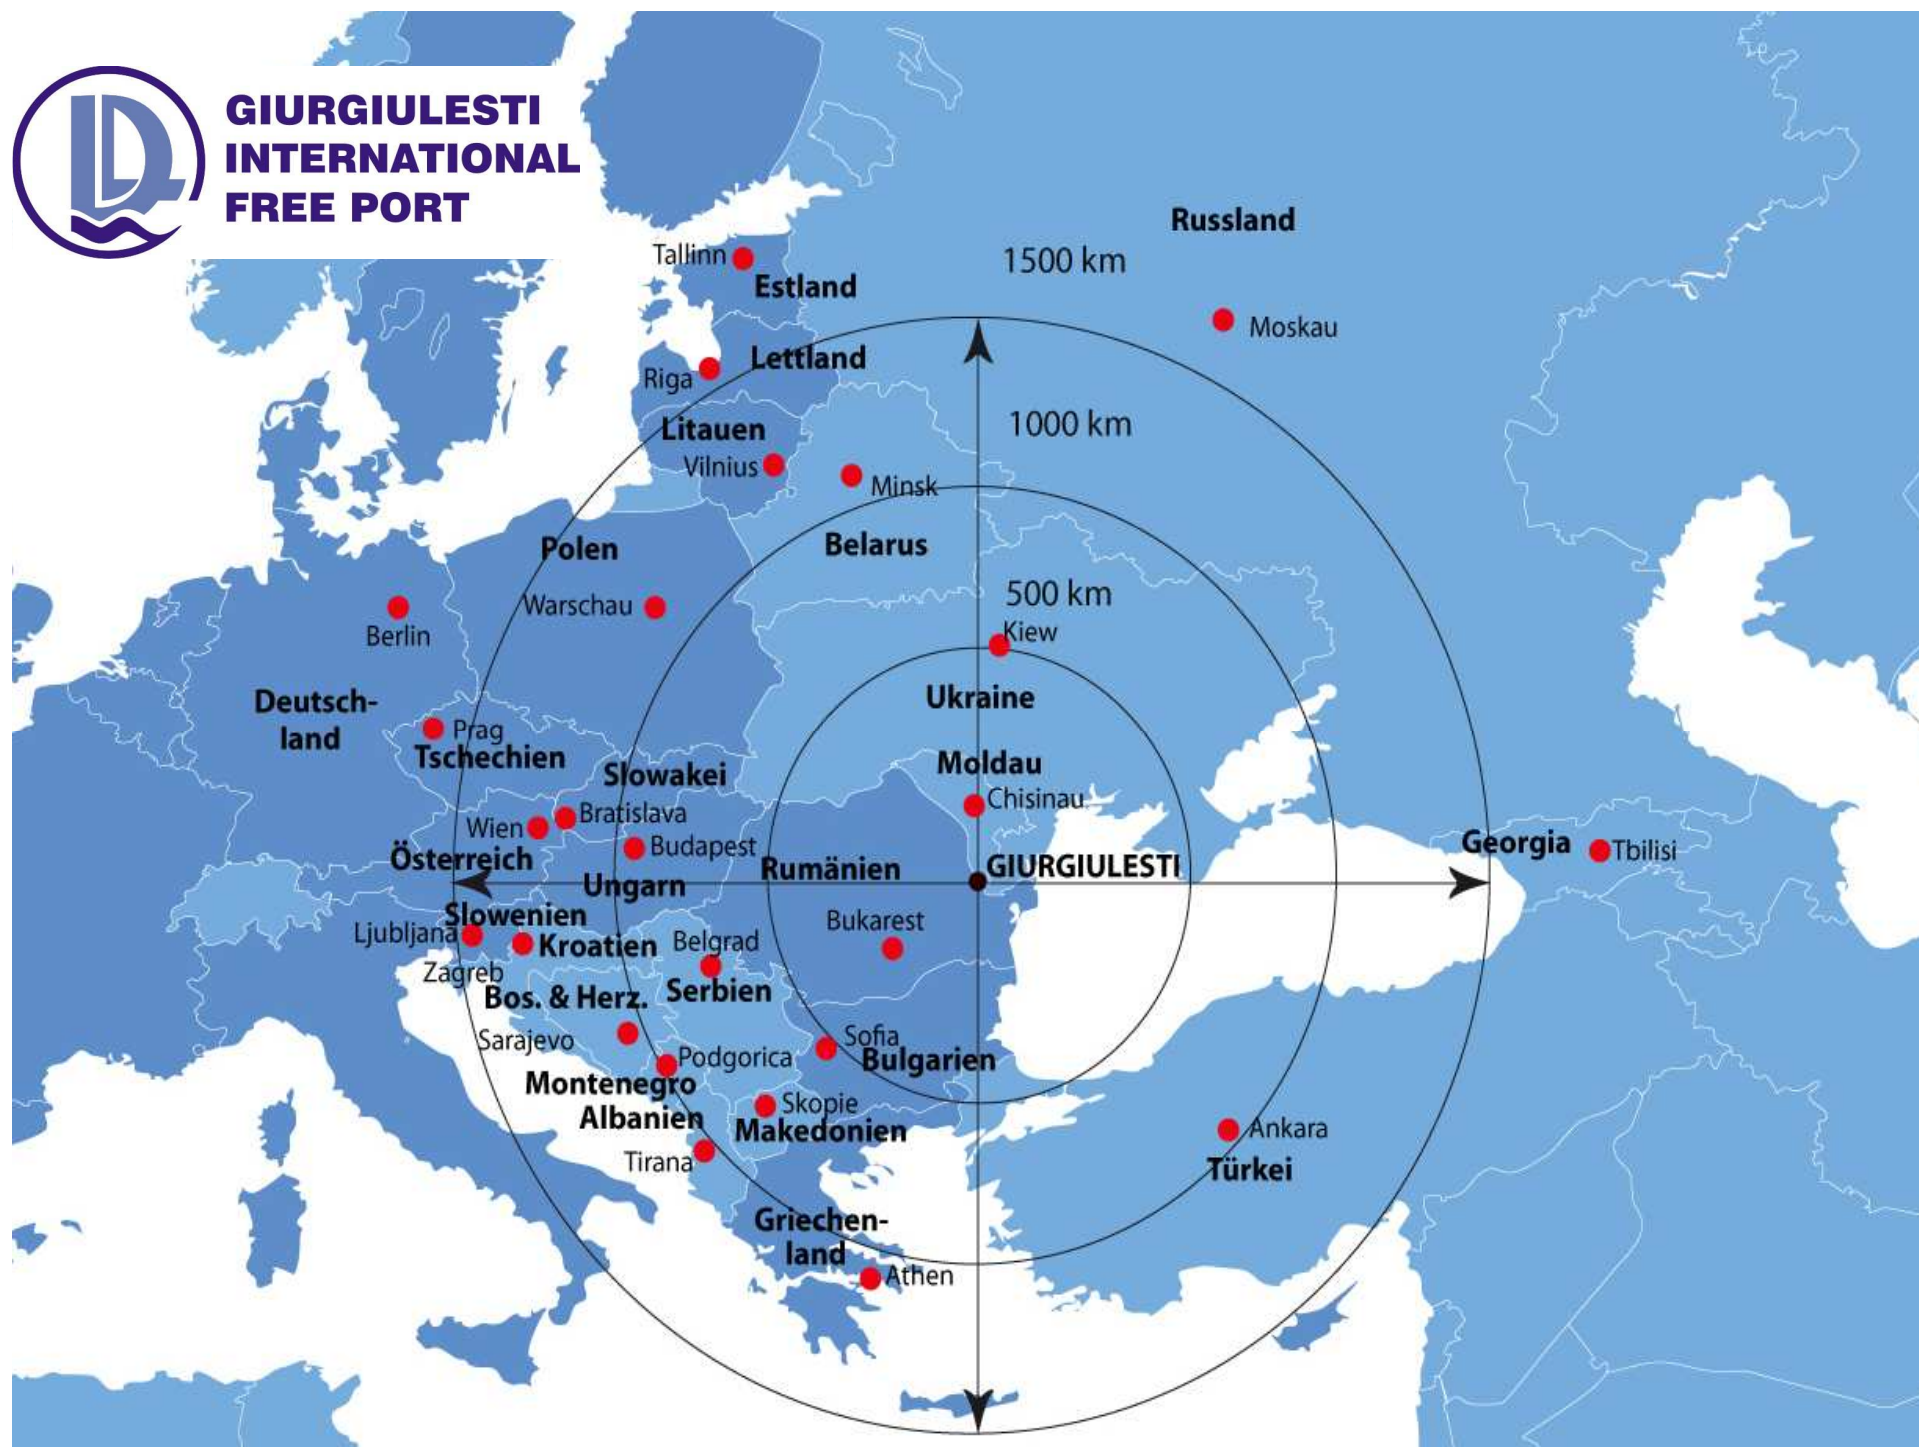 GIURGIULESTI
INTERNATIONAL
FREE PORT
Russland
Tallinn
1500 km
Estland
Moskau
Lettland
Riga
1000 km
Litauen
Vilnius
Minsk
Polen
Belarus
500 km
Warschau
Berlin
Kiew
Deutsch-
land
Ukraine
Prag
Tschechien
Moldau
Slowakei
Chisinau
Bratislava
Wien
Budapest
Georgia
Tbilisi
Österreich
Rumänien
GIURGIULESTI
Ungarn
Slowenien
Bukarest
Ljubljana
Kroatien
Belgrad
Zagreb
Serbien
Bos. & Herz.
Sarajevo
Sofia
Podgorica
Bulgarien
Montenegro
Skopie
Albanien
Makedonien
Ankara
Tirana
Türkei
Griechen-
land
Athen